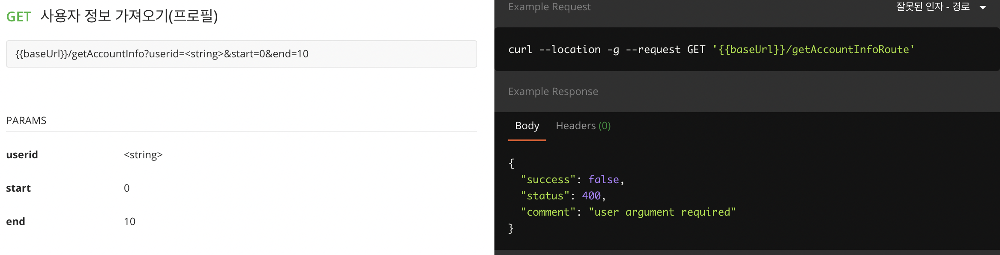 GET 사용자 정보 가져오기(프로필)
{{baseUrl}}/getAccountInfo?userid=<string>&start=0&end=10
PARAMS
userid <string>
start 0
end 10
Example Request 잘못된 인자 - 경로
curl --location -g --request GET '{{baseUrl}}/getAccountInfoRoute'
Example Response
Body Headers (0)
{
  "success": false,
  "status": 400,
  "comment": "user argument required"
}